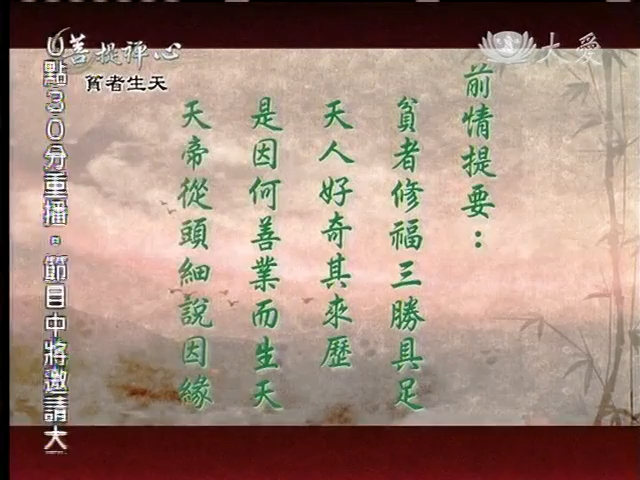 菩提禪心
貧者生天
大愛
前情提要：
貧者修福三勝具足
天人好奇其來歷
是因何善業而生天
天帝從頭細說因緣
點30分重播。節目中將邀請大